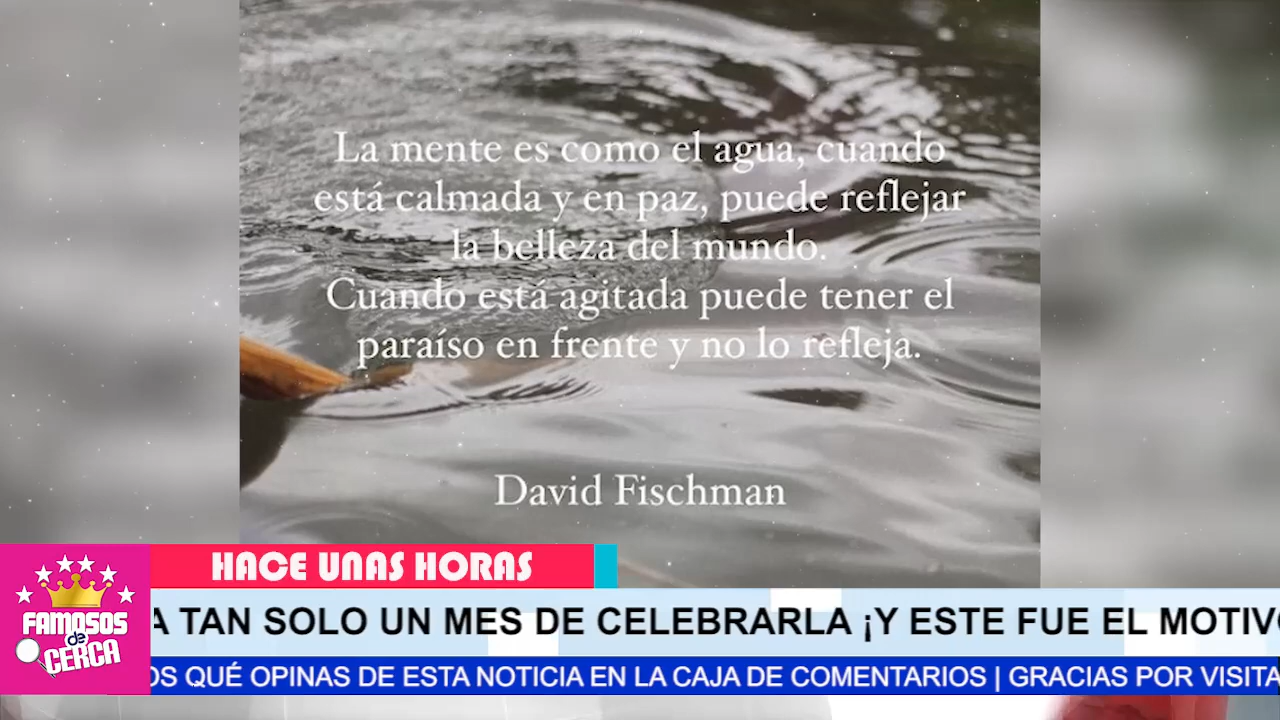 La mente es como el agua, cuando
está calmada y en paz, puede reflejar
la belleza del mundo.
Cuando está agitada puede tener el
paraíso en frente y no lo refleja.
David Fischman
HACE UNAS HORAS
FAMOSOS
de
CERCA
A TAN SOLO UN MES DE CELEBRARLA ¡Y ESTE FUE EL MOTIVO
OS QUÉ OPINAS DE ESTA NOTICIA EN LA CAJA DE COMENTARIOS | GRACIAS POR VISITA